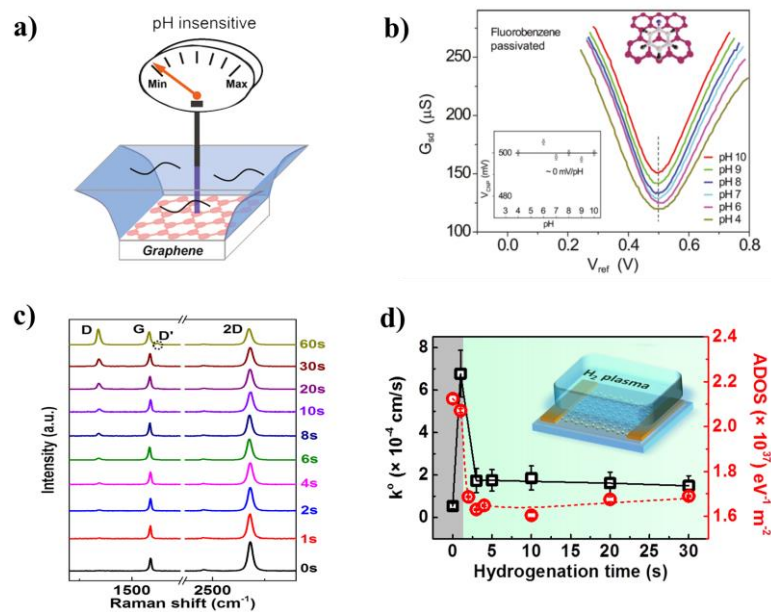 a)
pH insensitive
Min
Max
Graphene
b)
Fluorobenzene
passivated
G_sd (μS)
250
200
150
100
V_CNP (mV)
500
480
~ 0 mV/pH
3 4 5 6 7 8 9 10
pH
pH 10
pH 9
pH 8
pH 7
pH 6
pH 4
0.0 0.2 0.4 0.6 0.8
V_ref (V)
c)
Intensity (a.u.)
D
G
D'
2D
60s
30s
20s
10s
8s
6s
4s
2s
1s
0s
1500 2500
Raman shift (cm⁻¹)
d)
k⁰ (× 10⁻⁴ cm/s)
8
6
4
2
0
H₂ plasma
2.4
2.2
2.0
1.8
1.6
ADOS (× 10³⁷) eV⁻¹ m⁻²
0 5 10 15 20 25 30
Hydrogenation time (s)